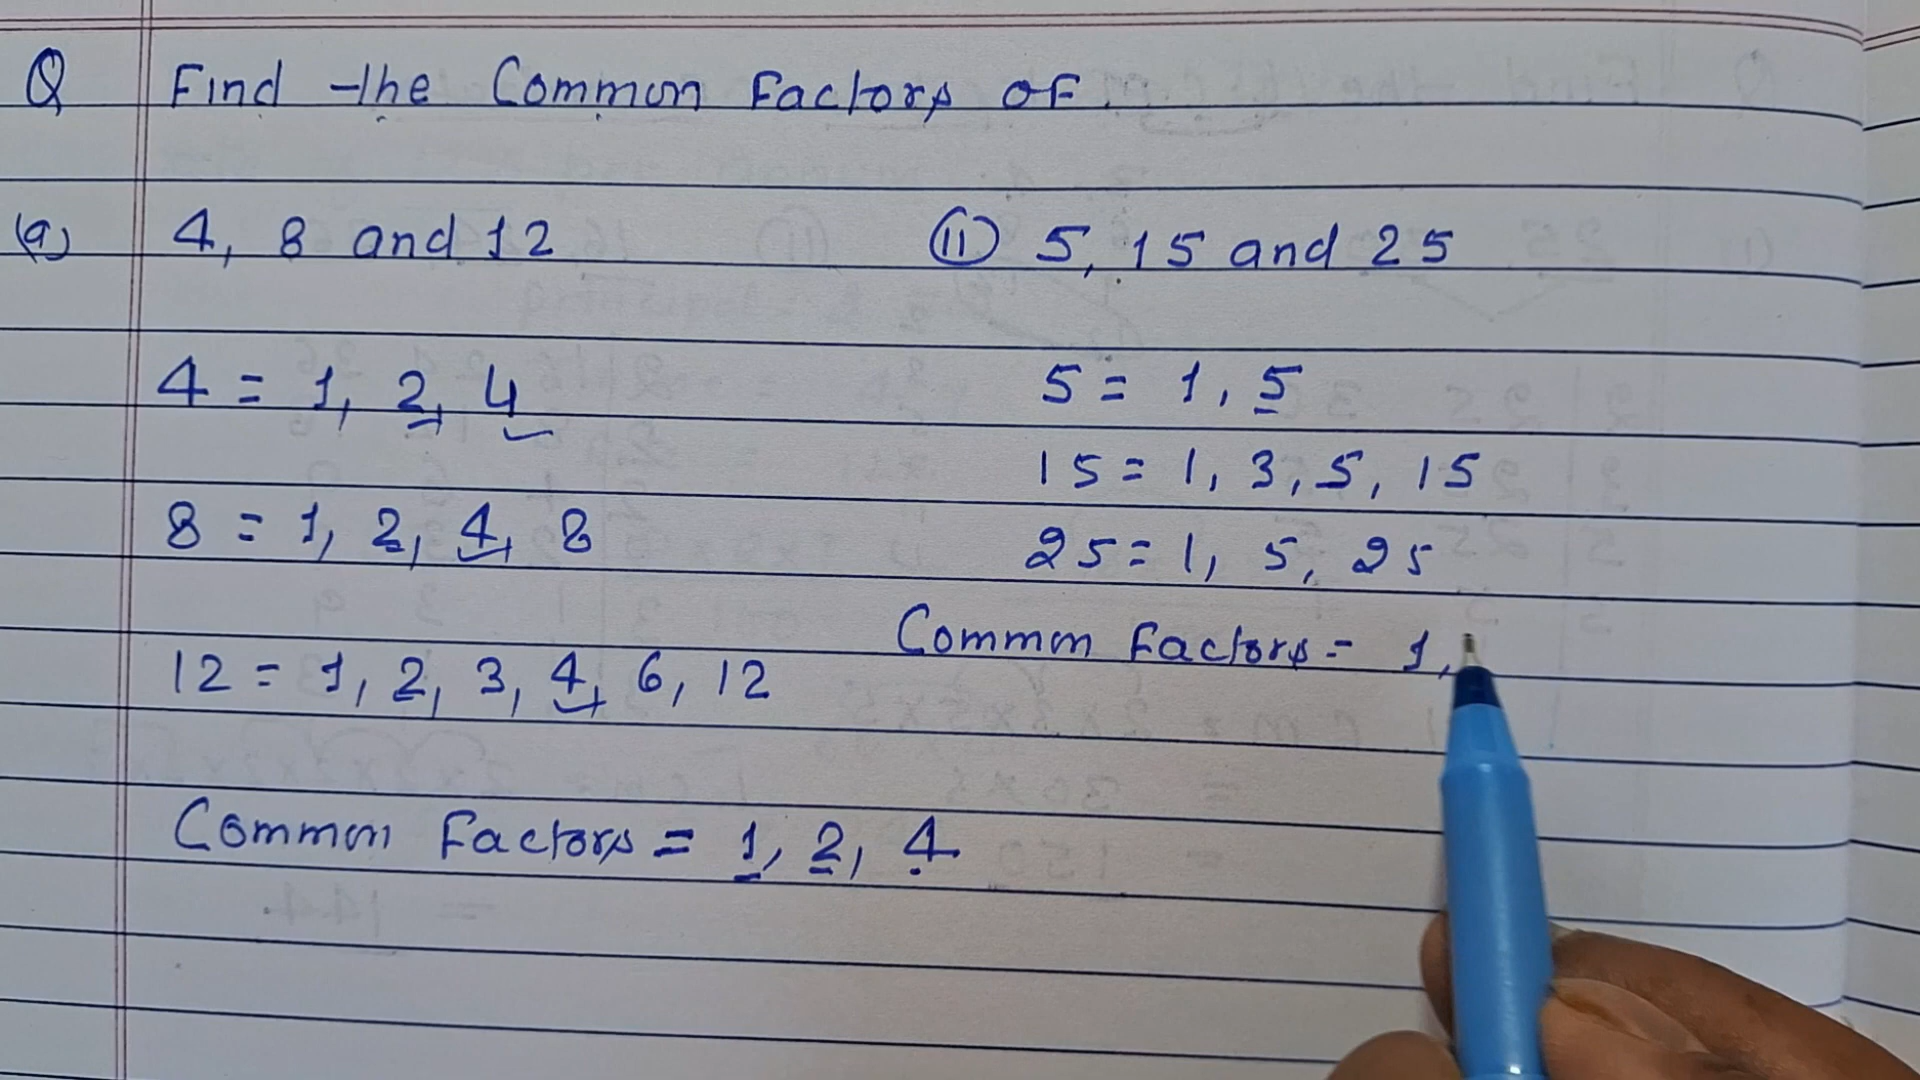 Q Find the Common Factors of
(a) 4, 8 and 12
4 = 1, 2, 4
8 = 1, 2, 4, 8
12 = 1, 2, 3, 4, 6, 12
Common Factors = 1, 2, 4
(ii) 5, 15 and 25
5 = 1, 5
15 = 1, 3, 5, 15
25 = 1, 5, 25
Common Factors = 1,